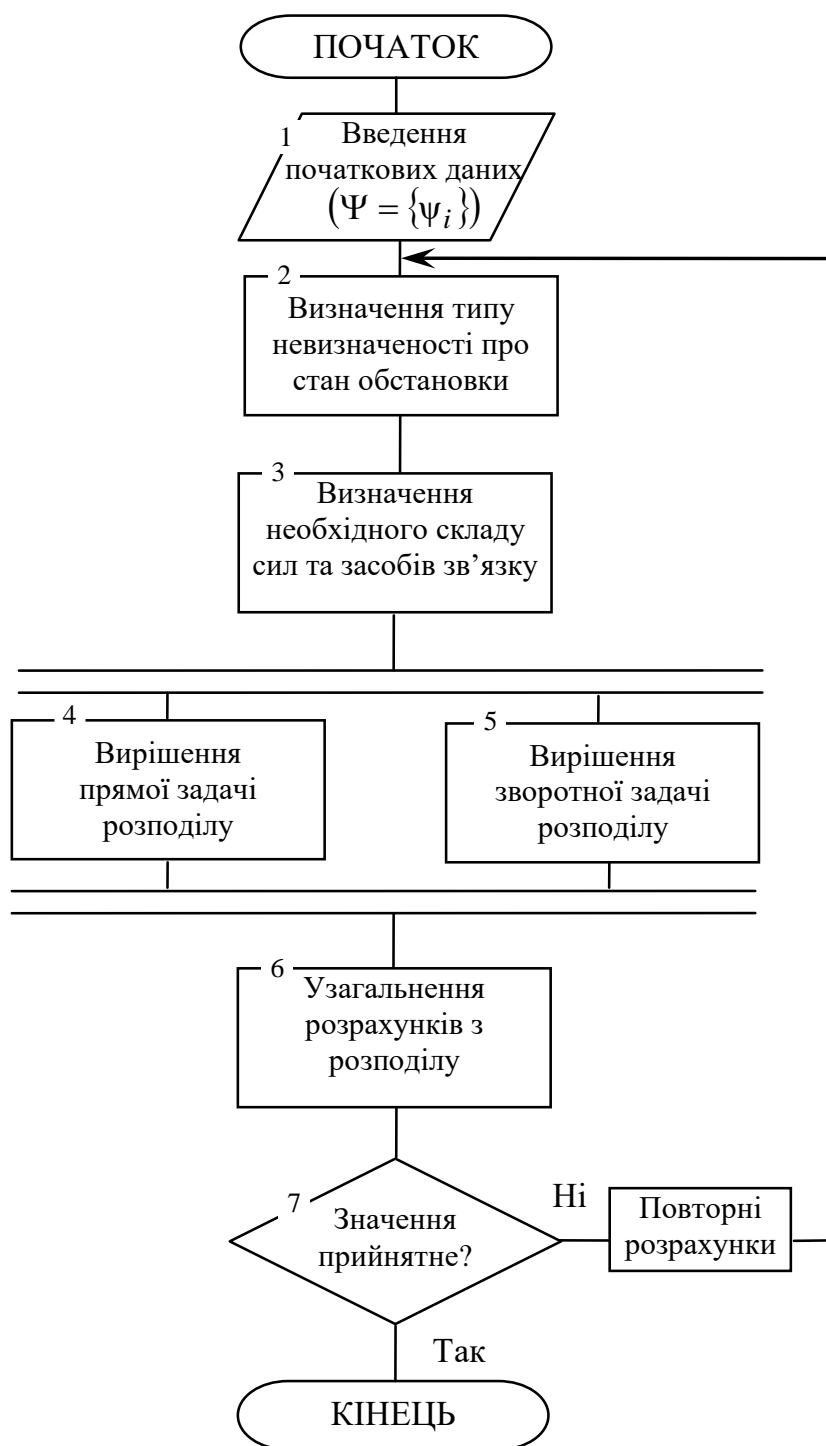 ПОЧАТОК
1
Введення
початкових даних
(Ψ = {ψi})
2
Визначення типу
невизначеності про
стан обстановки
3
Визначення
необхідного складу
сил та засобів зв’язку
4
Вирішення
прямої задачі
розподілу
5
Вирішення
зворотної задачі
розподілу
6
Узагальнення
розрахунків з
розподілу
7
Значення
прийнятне?
Ні
Повторні
розрахунки
Так
КІНЕЦЬ